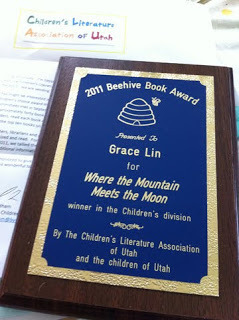 Children's Literature
Association of Utah
2011 Beehive Book Award
Presented To
Grace Lin
for
Where the Mountain
Meets the Moon
winner in the Children's division
By The Children's Literature Association
of Utah
and the children of Utah